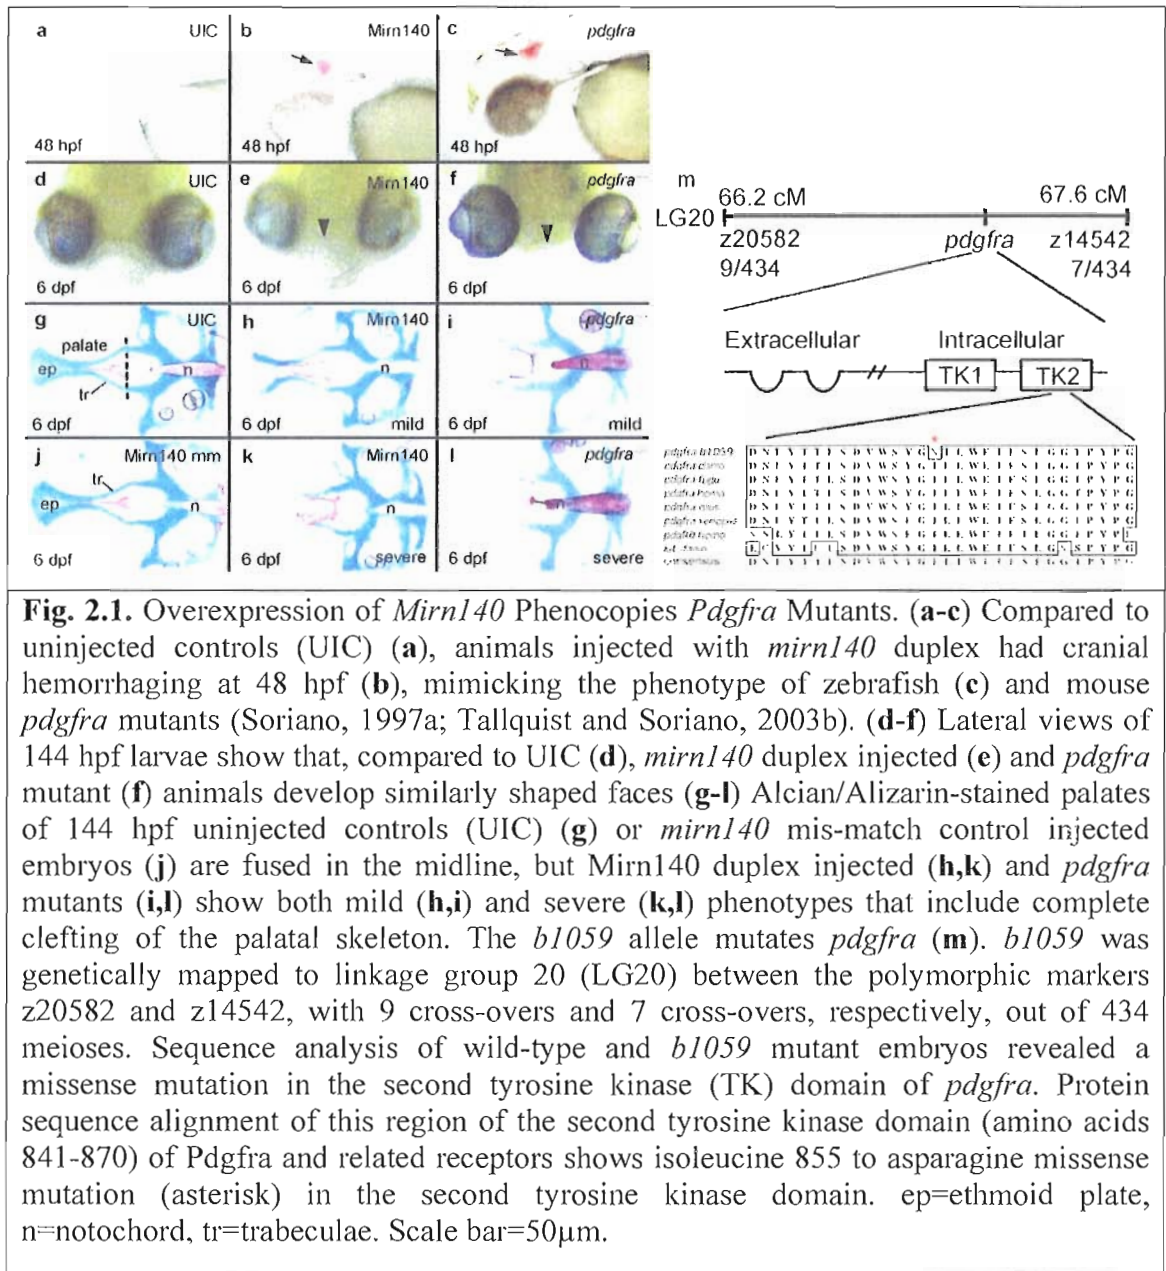 a UIC b Mirn140 c pdgfra
48 hpf 48 hpf 48 hpf
d UIC e Mirn140 f pdgfra
6 dpf 6 dpf 6 dpf
g UIC h Mirn140 i pdgfra
palate
ep n n n
tr
6 dpf 6 dpf mild 6 dpf mild
j Mirn140 mm k Mirn140 l pdgfra
tr
ep n n n
6 dpf 6 dpf severe 6 dpf severe
m
66.2 cM 67.6 cM
LG20
z20582 pdgfra z14542
9/434 7/434
Extracellular Intracellular
TK1 TK2
pdgfra b1059
Fig. 2.1. Overexpression of Mirn140 Phenocopies Pdgfra Mutants. (a-c) Compared to
uninjected controls (UIC) (a), animals injected with mirn140 duplex had cranial
hemorrhaging at 48 hpf (b), mimicking the phenotype of zebrafish (c) and mouse
pdgfra mutants (Soriano, 1997a; Tallquist and Soriano, 2003b). (d-f) Lateral views of
144 hpf larvae show that, compared to UIC (d), mirn140 duplex injected (e) and pdgfra
mutant (f) animals develop similarly shaped faces (g-l) Alcian/Alizarin-stained palates
of 144 hpf uninjected controls (UIC) (g) or mirn140 mis-match control injected
embryos (j) are fused in the midline, but Mirn140 duplex injected (h,k) and pdgfra
mutants (i,l) show both mild (h,i) and severe (k,l) phenotypes that include complete
clefting of the palatal skeleton. The b1059 allele mutates pdgfra (m). b1059 was
genetically mapped to linkage group 20 (LG20) between the polymorphic markers
z20582 and z14542, with 9 cross-overs and 7 cross-overs, respectively, out of 434
meioses. Sequence analysis of wild-type and b1059 mutant embryos revealed a
missense mutation in the second tyrosine kinase (TK) domain of pdgfra. Protein
sequence alignment of this region of the second tyrosine kinase domain (amino acids
841-870) of Pdgfra and related receptors shows isoleucine 855 to asparagine missense
mutation (asterisk) in the second tyrosine kinase domain. ep=ethmoid plate,
n=notochord, tr=trabeculae. Scale bar=50µm.